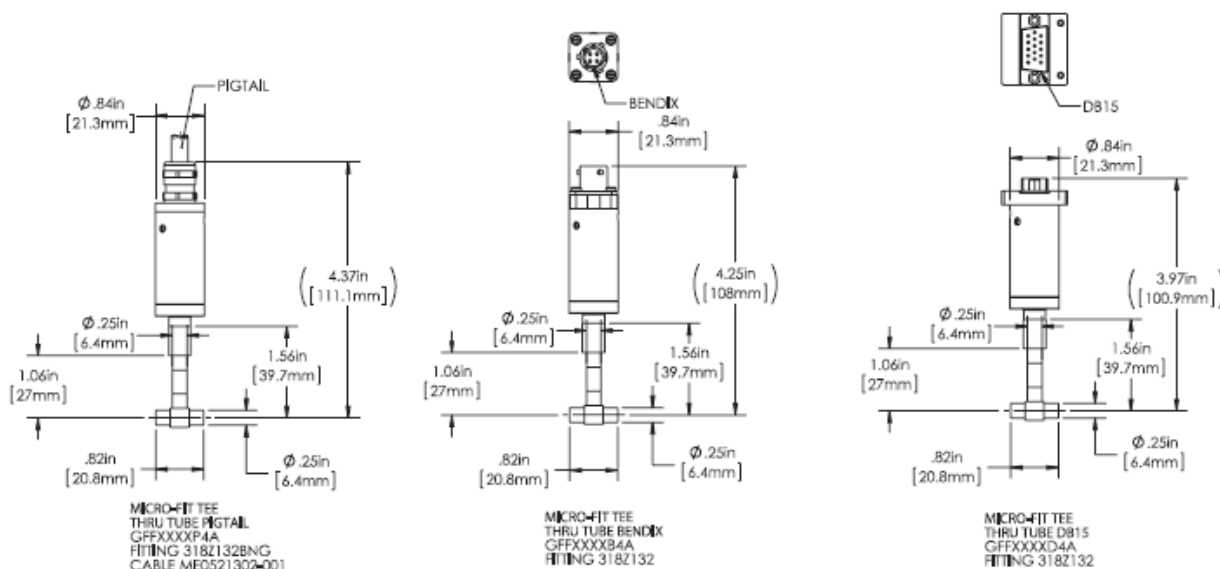 PIGTAIL
Ø.84in
[21.3mm]
4.37in
[111.1mm]
Ø.25in
[6.4mm]
1.56in
[39.7mm]
1.06in
[27mm]
.82in
[20.8mm]
Ø.25in
[6.4mm]
MICRO-FIT TEE
THRU TUBE PIGTAIL
GFFXXXXP4A
FITTING 318Z132BNG
CABLE ME0521302-001
BENDIX
.84in
[21.3mm]
4.25in
[108mm]
Ø.25in
[6.4mm]
1.56in
[39.7mm]
1.06in
[27mm]
.82in
[20.8mm]
Ø.25in
[6.4mm]
MICRO-FIT TEE
THRU TUBE BENDIX
GFFXXXXB4A
FITTING 318Z132
DB15
Ø.84in
[21.3mm]
3.97in
[100.9mm]
Ø.25in
[6.4mm]
1.56in
[39.7mm]
1.06in
[27mm]
.82in
[20.8mm]
Ø.25in
[6.4mm]
MICRO-FIT TEE
THRU TUBE DB15
GFFXXXXD4A
FITTING 318Z132